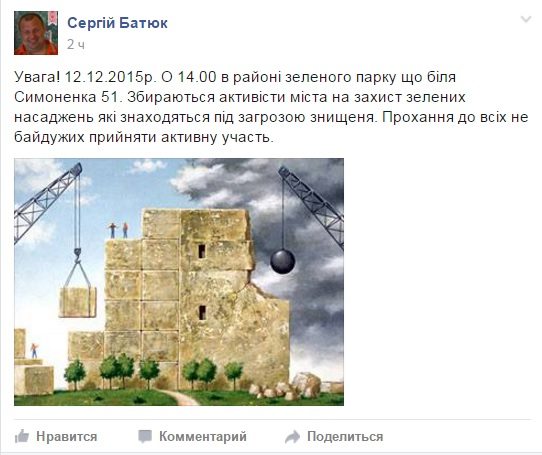 Сергій Батюк
2 ч
Увага! 12.12.2015р. О 14.00 в районі зеленого парку що біля
Симоненка 51. Збираються активісти міста на захист зелених
насаджень які знаходяться під загрозою знищеня. Прохання до всіх не
байдужих прийняти активну участь.
Нравится Комментарий Поделиться